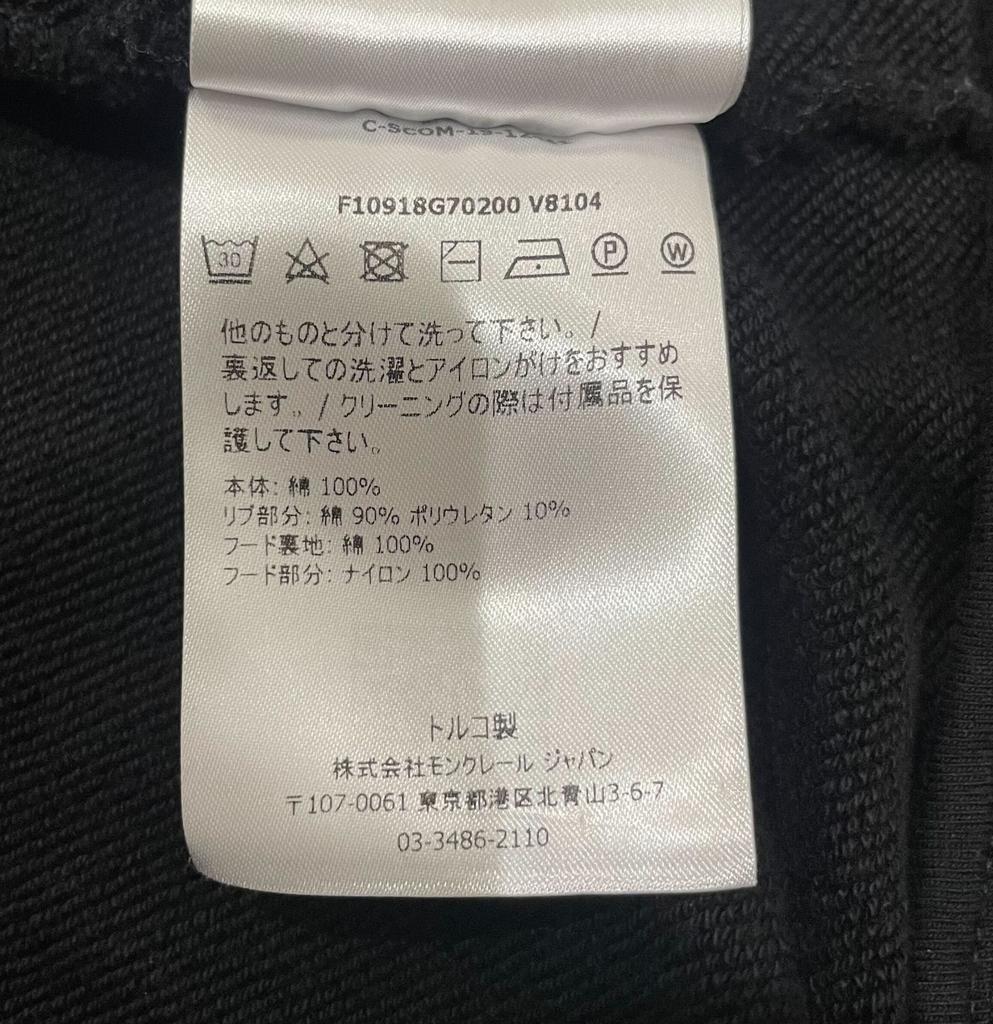 C-SCOM-19-12
F10918G70200 V8104
30 P W
他のものと分けて洗って下さい。/
裏返しての洗濯とアイロンがけをおすすめ
します。/ クリーニングの際は付属品を保
護して下さい。
本体: 綿 100%
リブ部分: 綿 90% ポリウレタン 10%
フード裏地: 綿 100%
フード部分: ナイロン 100%
トルコ製
株式会社モンクレール ジャパン
〒107-0061 東京都港区北青山3-6-7
03-3486-2110